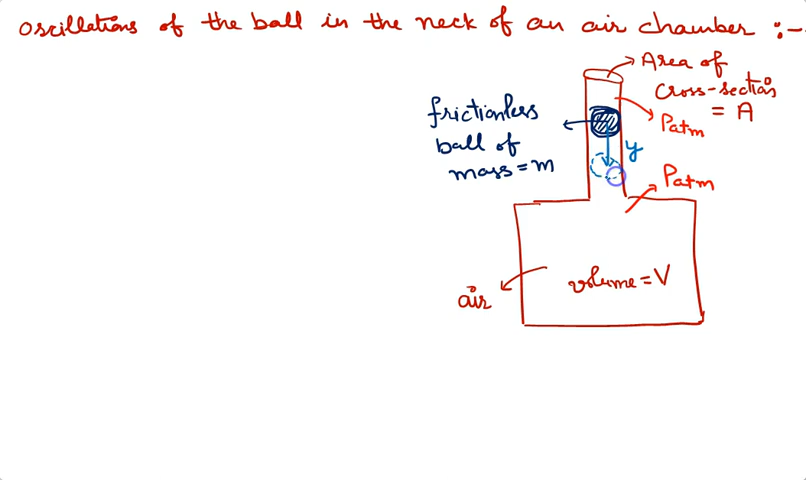 oscillations of the ball in the neck of an air chamber :-
Area of
cross-section
= A
Patm
frictionless
ball of
mass = m
y
Patm
volume = V
air